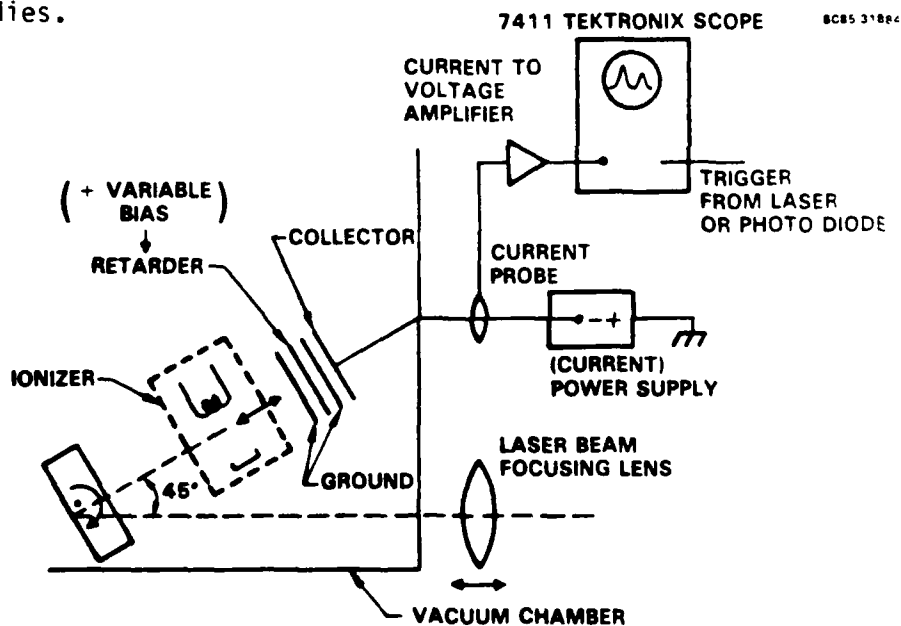 lies.
7411 TEKTRONIX SCOPE
CURRENT TO
VOLTAGE
AMPLIFIER
TRIGGER
FROM LASER
OR PHOTO DIODE
( + VARIABLE )
BIAS
RETARDER
COLLECTOR
CURRENT
PROBE
- +
(CURRENT)
POWER SUPPLY
IONIZER
45°
GROUND
LASER BEAM
FOCUSING LENS
VACUUM CHAMBER